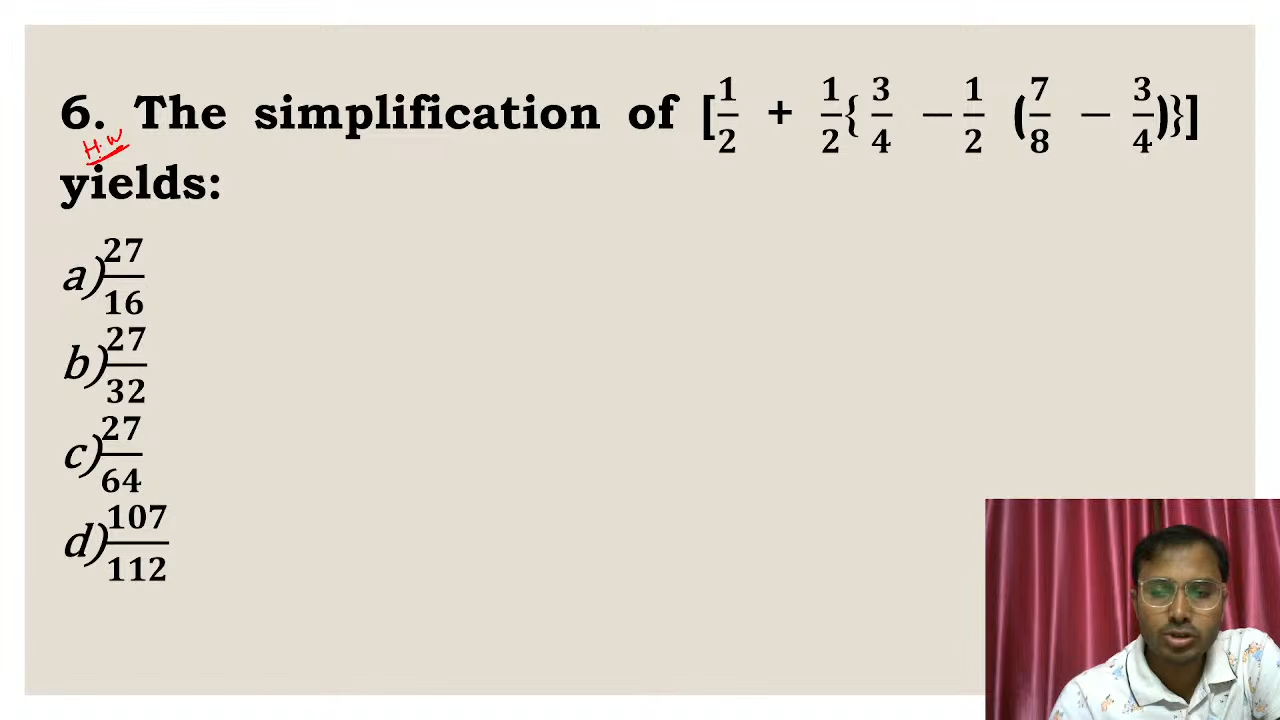 6. The simplification of [1/2 + 1/2{ 3/4 − 1/2 (7/8 − 3/4)}]
H.W
yields:
a) 27/16
b) 27/32
c) 27/64
d) 107/112